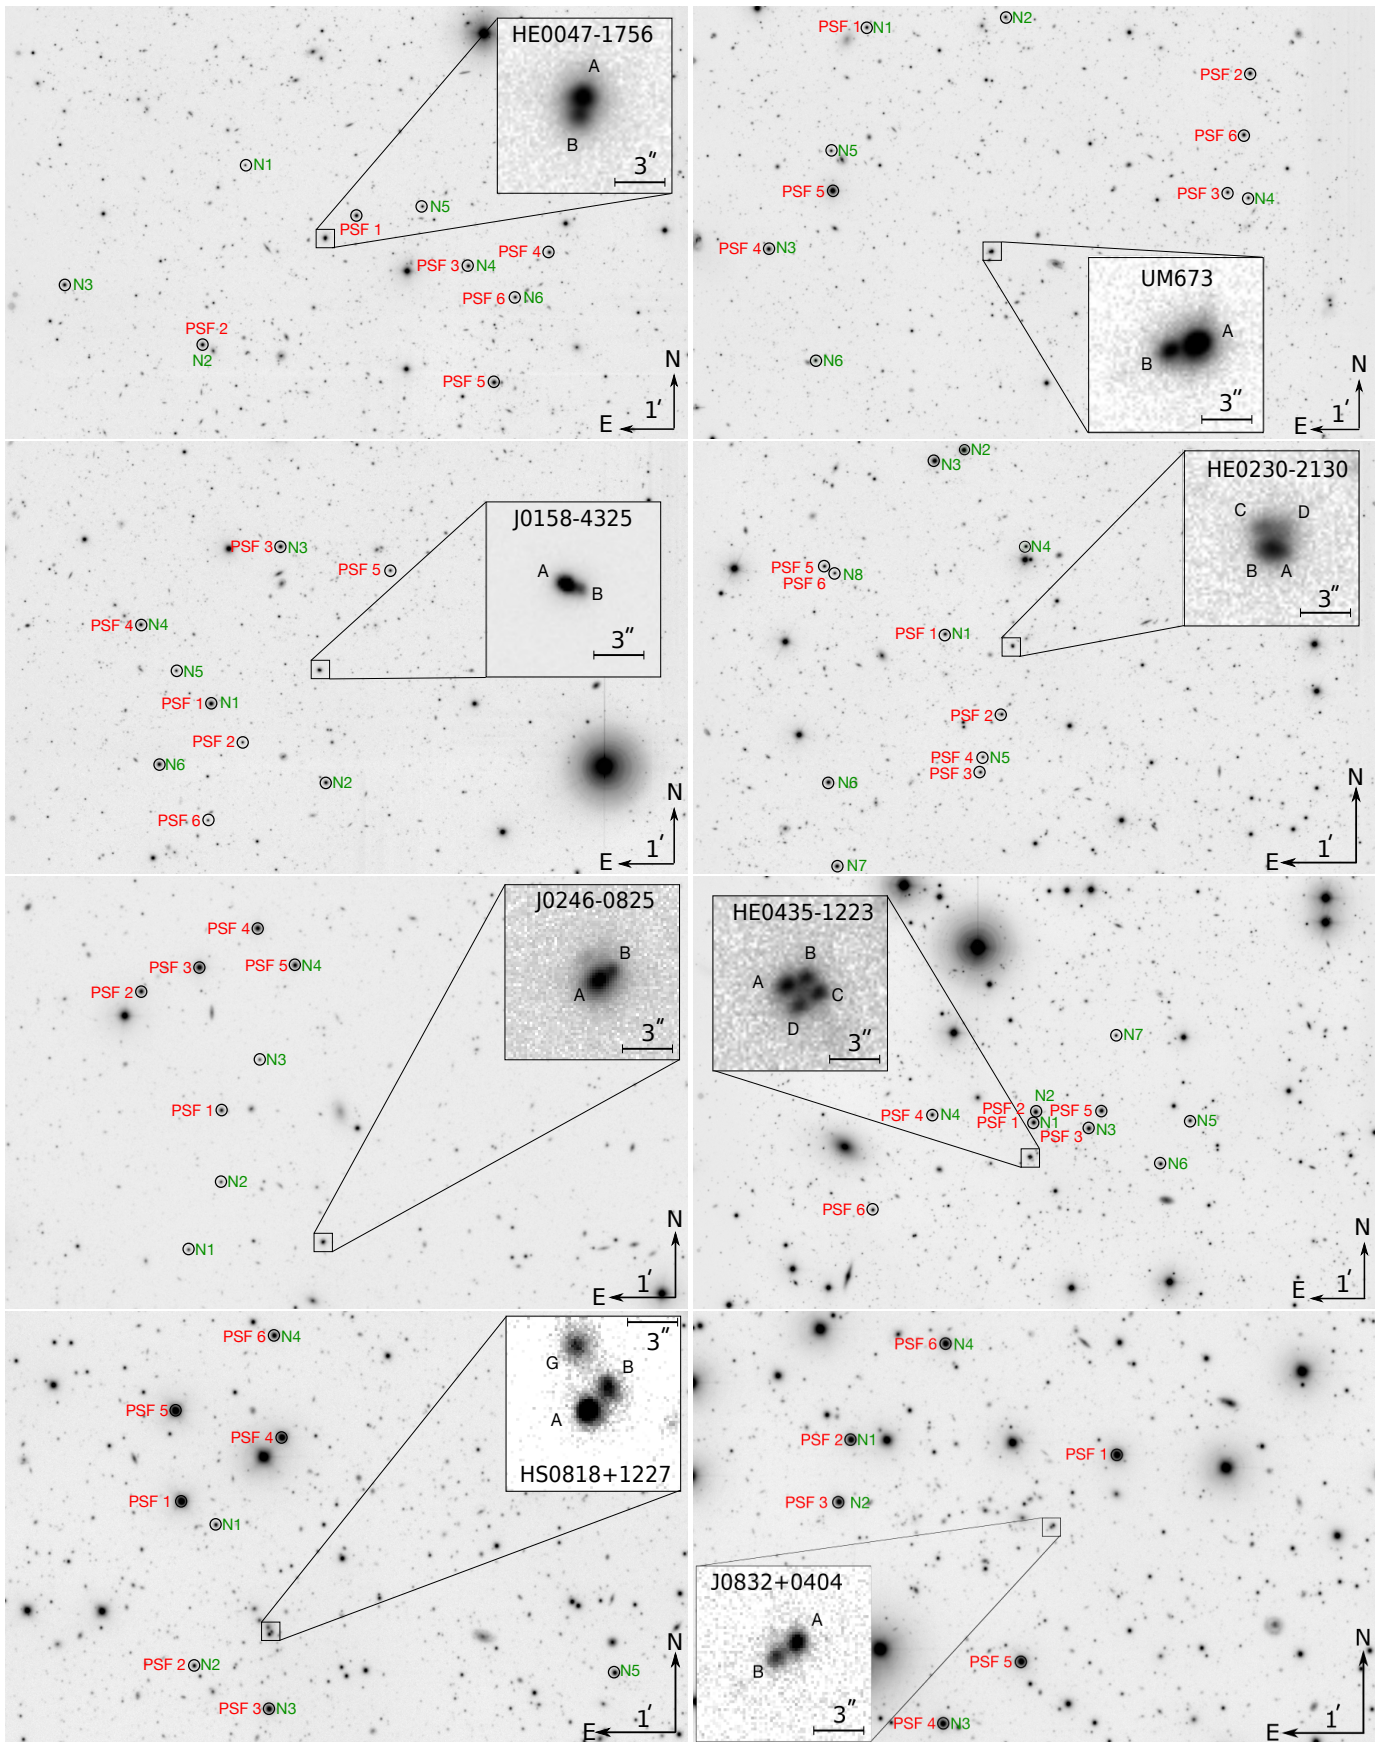 HE0047-1756
A
B
3″
N1
N5
PSF 1
PSF 4
PSF 3 N4
N3
PSF 6 N6
PSF 2
N2
PSF 5
N
1′
E
PSF 1 N1
N2
PSF 2
PSF 6
N5
PSF 5
PSF 3 N4
PSF 4 N3
UM673
A
B
3″
N6
N
1′
E
J0158-4325
A
B
3″
PSF 3 N3
PSF 5
PSF 4 N4
N5
PSF 1 N1
PSF 2
N6
N2
PSF 6
N
1′
E
N2
N3
HE0230-2130
C D
B A
3″
N4
PSF 5
PSF 6 N8
PSF 1 N1
PSF 2
PSF 4 N5
PSF 3
N6
N7
N
1′
E
J0246-0825
B
A
3″
PSF 4
PSF 3
PSF 5 N4
PSF 2
N3
PSF 1
N2
N1
N
1′
E
HE0435-1223
B
A
C
D
3″
N7
N2
PSF 4 N4
PSF 2
PSF 5
PSF 1 N1
PSF 3 N3
N5
N6
PSF 6
N
1′
E
3″
G
B
A
HS0818+1227
PSF 6 N4
PSF 5
PSF 4
PSF 1
N1
PSF 2 N2
N5
PSF 3 N3
N
1′
E
PSF 6 N4
PSF 2 N1
PSF 1
PSF 3 N2
J0832+0404
A
B
3″
PSF 5
PSF 4 N3
N
1′
E